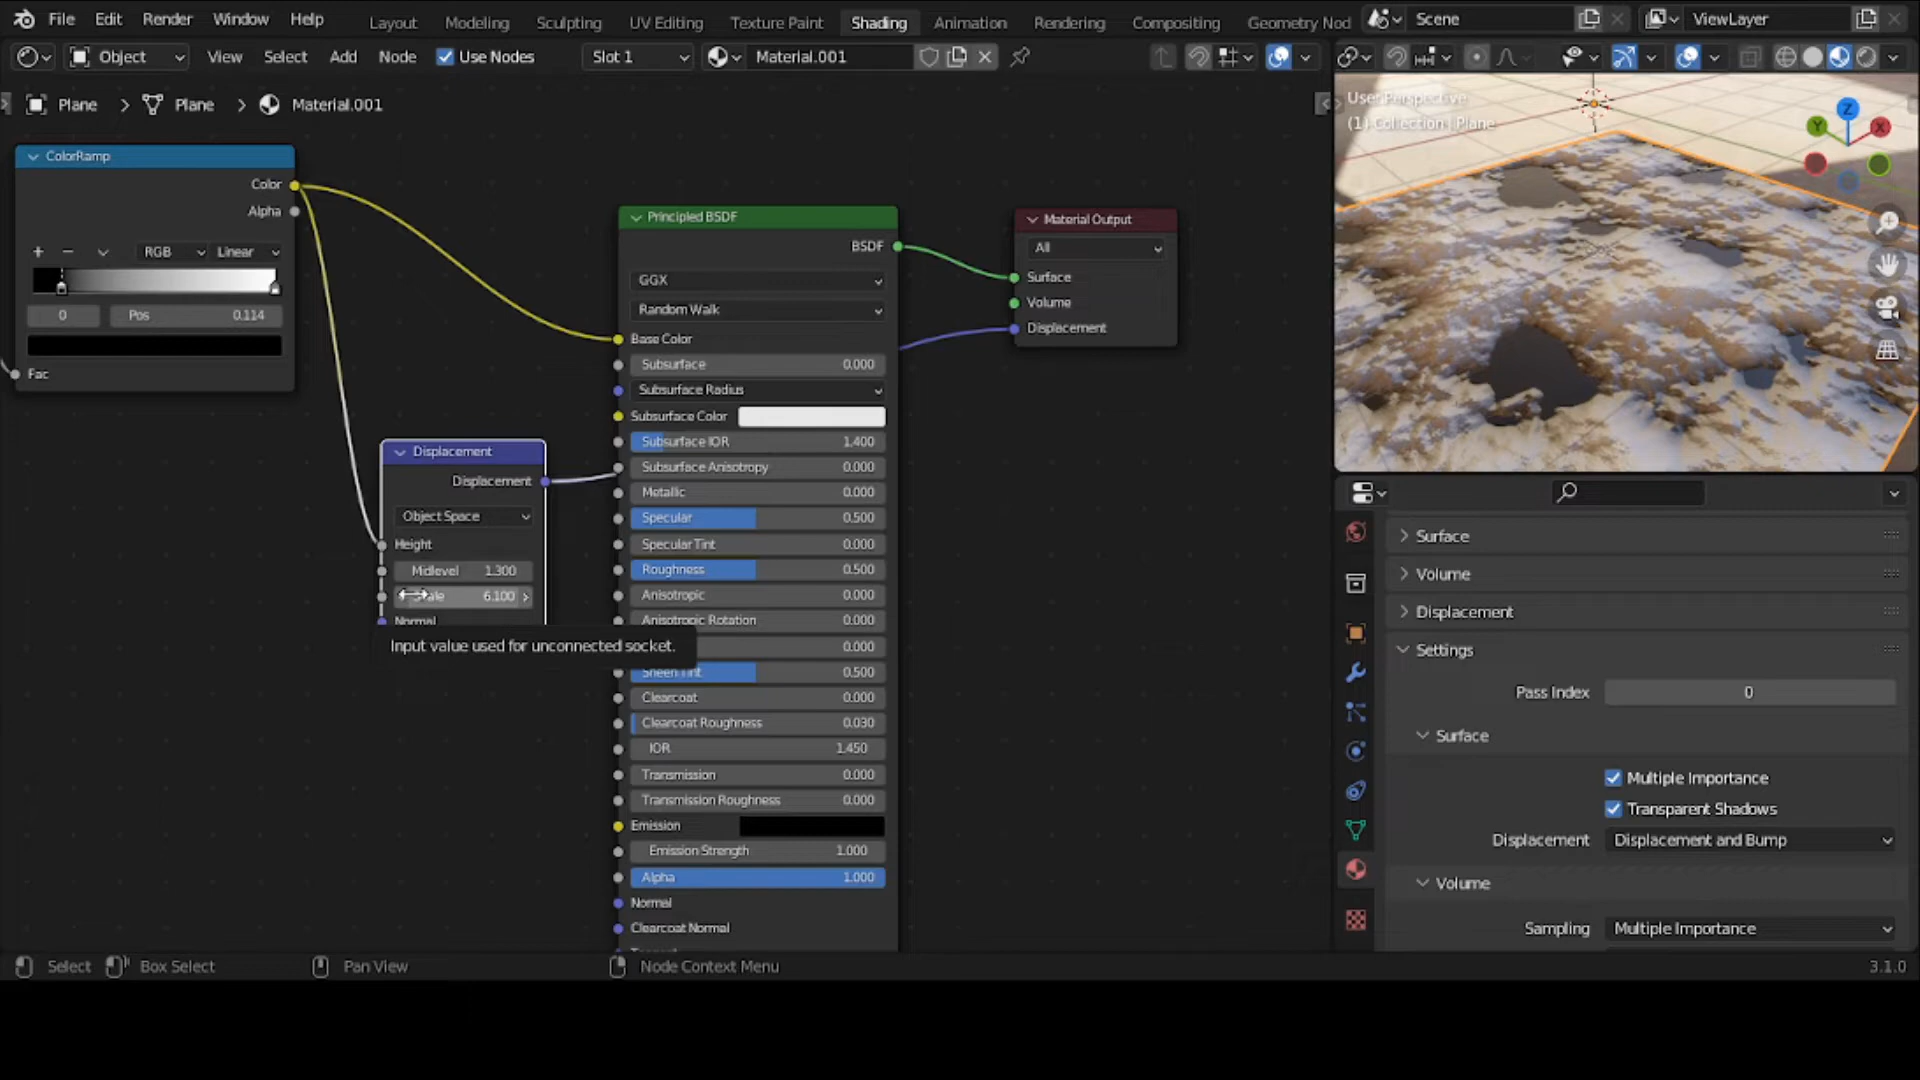 File Edit Render Window Help Layout Modeling Sculpting UV Editing Texture Paint Shading Animation Rendering Compositing Geometry Nod Scene ViewLayer
Object View Select Add Node Use Nodes Slot 1 Material.001
Plane > Plane > Material.001
User Perspective
(1) Collection | Plane
ColorRamp
Color
Alpha
RGB Linear
0 Pos 0.114
Fac
Displacement
Displacement
Object Space
Height
Midlevel 1.300
6.100
Normal
Input value used for unconnected socket.
Principled BSDF
BSDF
GGX
Random Walk
Base Color
Subsurface 0.000
Subsurface Radius
Subsurface Color
Subsurface IOR 1.400
Subsurface Anisotropy 0.000
Metallic 0.000
Specular 0.500
Specular Tint 0.000
Roughness 0.500
Anisotropic 0.000
Anisotropic Rotation 0.000
0.000
Sheen Tint 0.500
Clearcoat 0.000
Clearcoat Roughness 0.030
IOR 1.450
Transmission 0.000
Transmission Roughness 0.000
Emission
Emission Strength 1.000
Alpha 1.000
Normal
Clearcoat Normal
Material Output
All
Surface
Volume
Displacement
X
Y
Z
Surface
Volume
Displacement
Settings
Pass Index 0
Surface
Multiple Importance
Transparent Shadows
Displacement Displacement and Bump
Volume
Sampling Multiple Importance
Select Box Select Pan View Node Context Menu 3.1.0